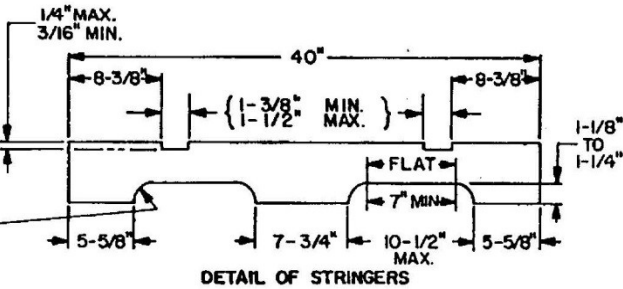 1/4" MAX.
3/16" MIN.
40"
8-3/8"
8-3/8"
1-3/8" MIN.
1-1/2" MAX.
1-1/8"
TO
1-1/4"
FLAT
7" MIN
5-5/8"
7-3/4"
10-1/2"
MAX.
5-5/8"
DETAIL OF STRINGERS